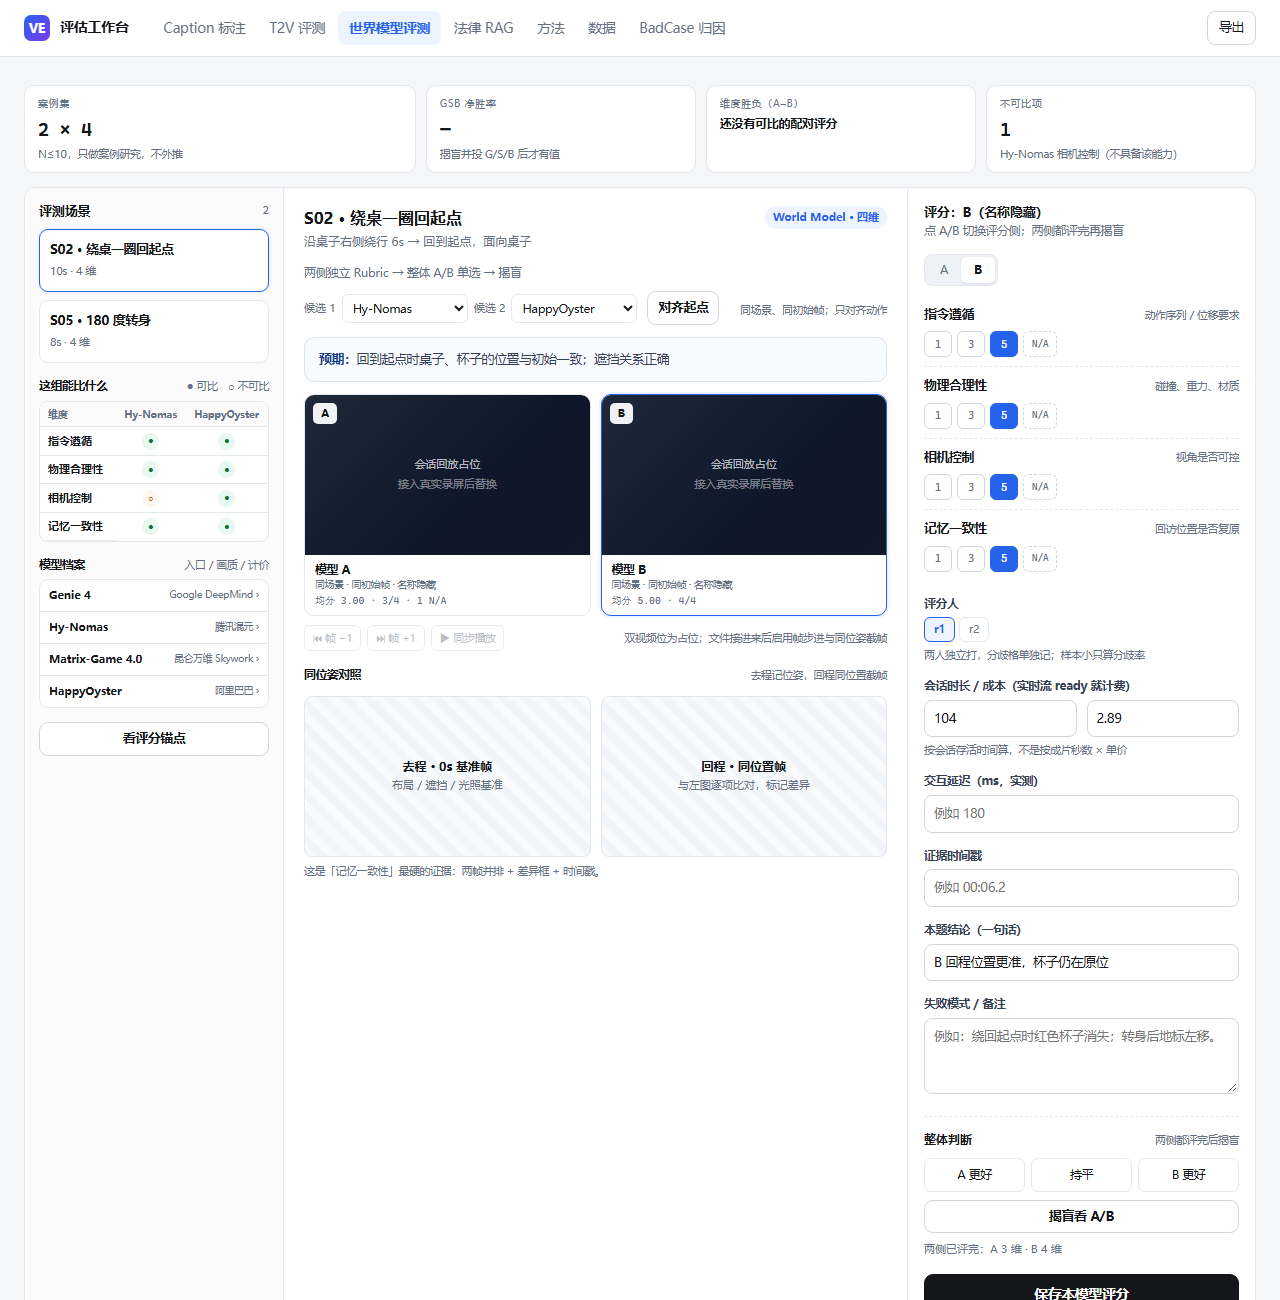 VE 评估工作台 Caption 标注 T2V 评测 世界模型评测 法律 RAG 方法 数据 BadCase 归因 导出
案例集
2 × 4
N≤10，只做案例研究，不外推
GSB 净胜率
—
揭盲并投 G/S/B 后才有值
维度胜负（A–B）
还没有可比的配对评分
不可比项
1
Hy-Nomas 相机控制（不具备该能力）
评测场景 2
S02 • 绕桌一圈回起点
10s · 4 维
S05 • 180 度转身
8s · 4 维
这组能比什么 ● 可比 ○ 不可比
维度 Hy-Nomas HappyOyster
指令遵循 ● ●
物理合理性 ● ●
相机控制 ○ ●
记忆一致性 ● ●
模型档案 入口 / 画质 / 计价
Genie 4 Google DeepMind ›
Hy-Nomas 腾讯混元 ›
Matrix-Game 4.0 昆仑万维 Skywork ›
HappyOyster 阿里巴巴 ›
看评分锚点
S02 • 绕桌一圈回起点 World Model • 四维
沿桌子右侧绕行 6s → 回到起点，面向桌子
两侧独立 Rubric → 整体 A/B 单选 → 揭盲
候选 1 Hy-Nomas 候选 2 HappyOyster 对齐起点 同场景、同初始帧；只对齐动作
预期：回到起点时桌子、杯子的位置与初始一致；遮挡关系正确
A
会话回放占位
接入真实录屏后替换
模型 A
同场景 · 同初始帧 · 名称隐藏
均分 3.00 · 3/4 · 1 N/A
B
会话回放占位
接入真实录屏后替换
模型 B
同场景 · 同初始帧 · 名称隐藏
均分 5.00 · 4/4
⏮ 帧 −1 ⏭ 帧 +1 ▶ 同步播放 双视频位为占位；文件接进来后启用帧步进与同位姿截帧
同位姿对照 去程记位姿，回程同位置截帧
去程 • 0s 基准帧
布局 / 遮挡 / 光照基准
回程 • 同位置帧
与左图逐项比对，标记差异
这是「记忆一致性」最硬的证据：两帧并排 + 差异框 + 时间戳。
评分：B（名称隐藏）
点 A/B 切换评分侧；两侧都评完再揭盲
A B
指令遵循 动作序列 / 位移要求
1 3 5 N/A
物理合理性 碰撞、重力、材质
1 3 5 N/A
相机控制 视角是否可控
1 3 5 N/A
记忆一致性 回访位置是否复原
1 3 5 N/A
评分人
r1 r2
两人独立打，分歧格单独记；样本小只算分歧率
会话时长 / 成本（实时流 ready 就计费）
104 2.89
按会话存活时间算，不是按成片秒数 × 单价
交互延迟（ms，实测）
例如 180
证据时间戳
例如 00:06.2
本题结论（一句话）
B 回程位置更准，杯子仍在原位
失败模式 / 备注
例如：绕回起点时红色杯子消失；转身后地标左移。
整体判断 两侧都评完后揭盲
A 更好 持平 B 更好
揭盲看 A/B
两侧已评完：A 3 维 · B 4 维
保存本模型评分